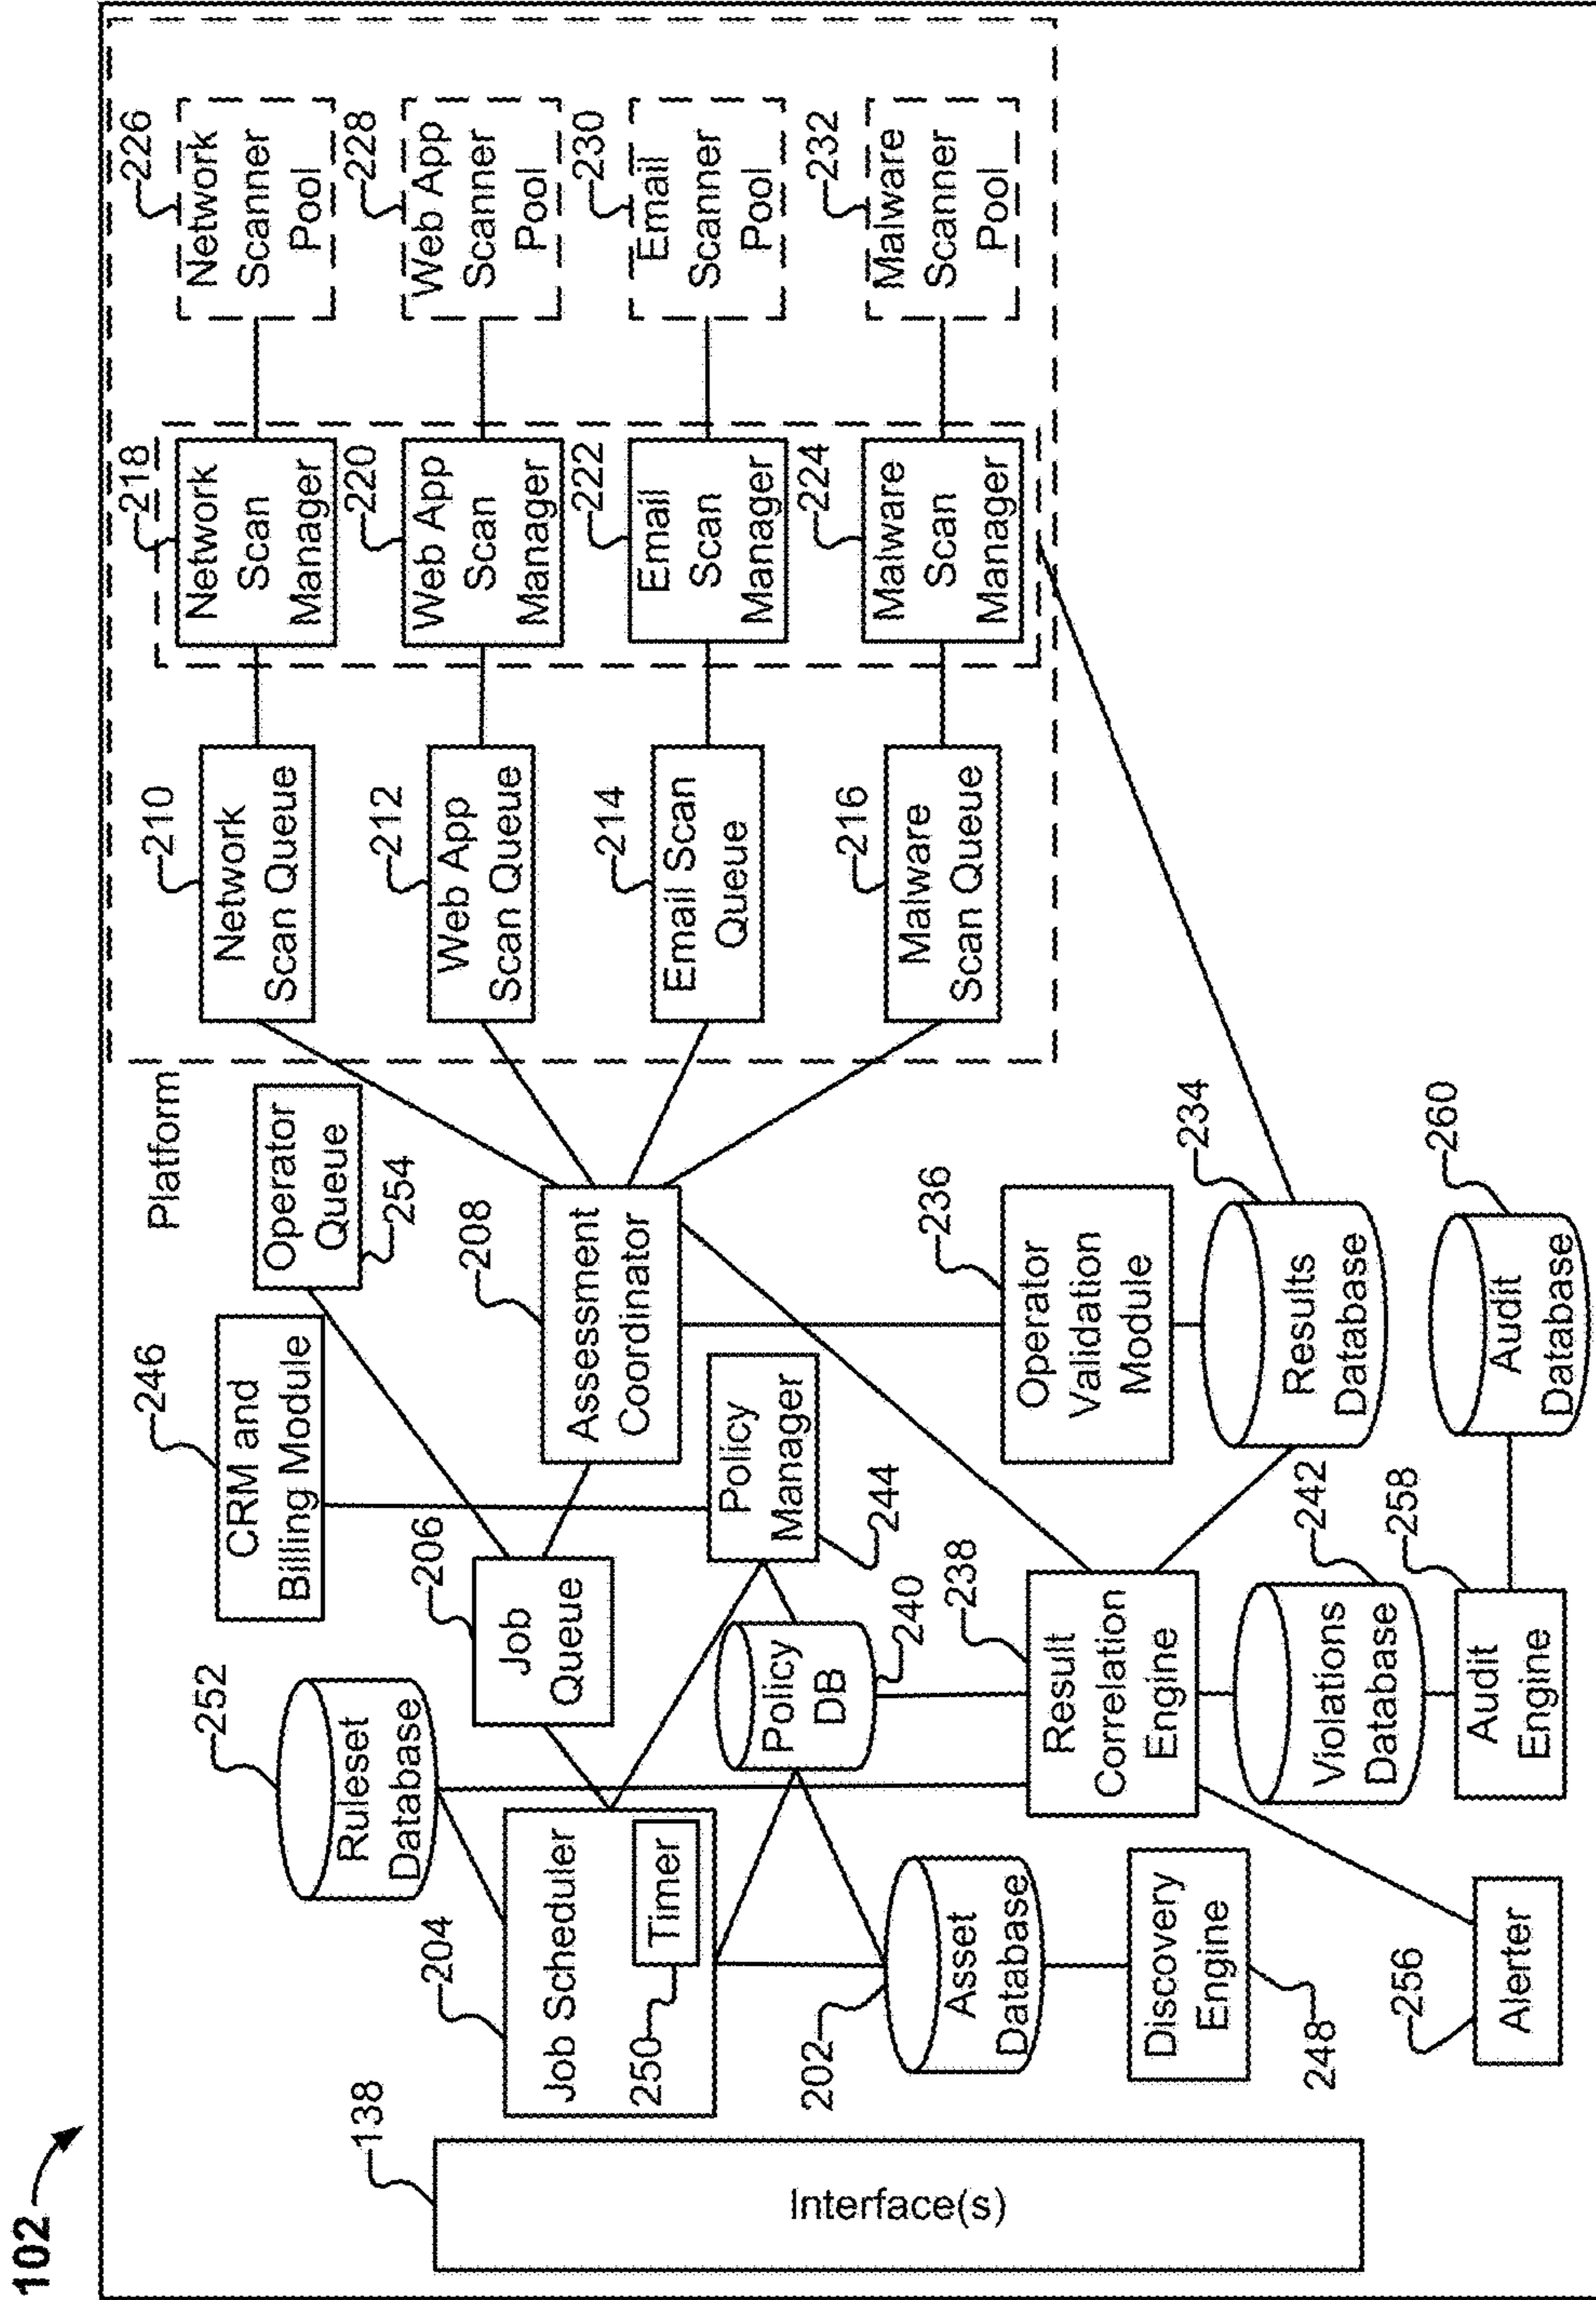 102
138
Interface(s)
204
Job Scheduler
250
Timer
252
Ruleset
Database
202
Asset
Database
Discovery
Engine
248
256
Alerter
246
CRM and
Billing Module
206
Job
Queue
Policy
Manager
244
Policy
DB
240
238
Result
Correlation
Engine
Violations
Database
242
258
Audit
Engine
Platform
Operator
Queue
254
208
Assessment
Coordinator
236
Operator
Validation
Module
234
Results
Database
260
Audit
Database
210
Network
Scan Queue
212
Web App
Scan Queue
214
Email Scan
Queue
216
Malware
Scan Queue
218
Network
Scan
Manager
220
Web App
Scan
Manager
222
Email
Scan
Manager
224
Malware
Scan
Manager
226
Network
Scanner
Pool
228
Web App
Scanner
Pool
230
Email
Scanner
Pool
232
Malware
Scanner
Pool